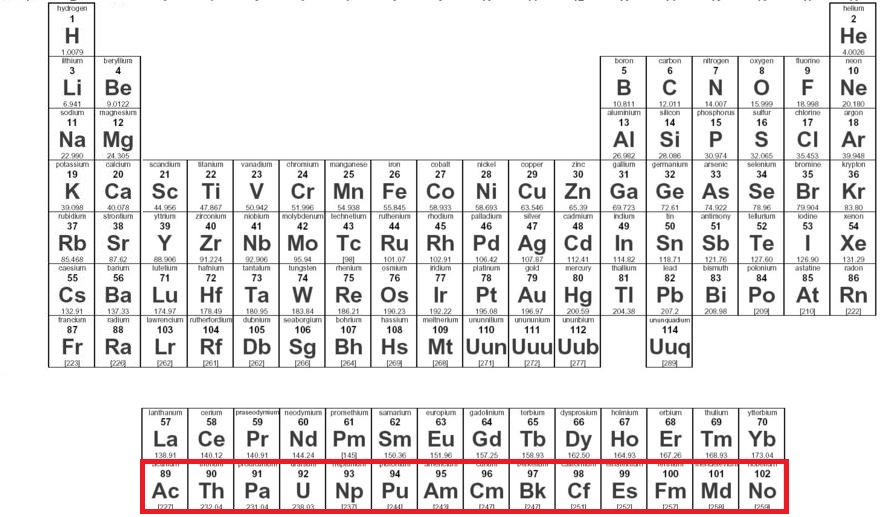 hydrogen helium
1 2
H He
1.0079 4.0026
lithium beryllium boron carbon nitrogen oxygen fluorine neon
3 4 5 6 7 8 9 10
Li Be B C N O F Ne
6.941 9.0122 10.811 12.011 14.007 15.999 18.998 20.180
sodium magnesium aluminium silicon phosphorus sulfur chlorine argon
11 12 13 14 15 16 17 18
Na Mg Al Si P S Cl Ar
22.990 24.305 26.982 28.086 30.974 32.065 35.453 39.948
potassium calcium scandium titanium vanadium chromium manganese iron cobalt nickel copper zinc gallium germanium arsenic selenium bromine krypton
19 20 21 22 23 24 25 26 27 28 29 30 31 32 33 34 35 36
K Ca Sc Ti V Cr Mn Fe Co Ni Cu Zn Ga Ge As Se Br Kr
39.098 40.078 44.956 47.867 50.942 51.996 54.938 55.845 58.933 58.693 63.546 65.39 69.723 72.61 74.922 78.96 79.904 83.80
rubidium strontium yttrium zirconium niobium molybdenum technetium ruthenium rhodium palladium silver cadmium indium tin antimony tellurium iodine xenon
37 38 39 40 41 42 43 44 45 46 47 48 49 50 51 52 53 54
Rb Sr Y Zr Nb Mo Tc Ru Rh Pd Ag Cd In Sn Sb Te I Xe
85.468 87.62 88.906 91.224 92.906 95.94 [98] 101.07 102.91 106.42 107.87 112.41 114.82 118.71 121.76 127.60 126.90 131.29
caesium barium lutetium hafnium tantalum tungsten rhenium osmium iridium platinum gold mercury thallium lead bismuth polonium astatine radon
55 56 71 72 73 74 75 76 77 78 79 80 81 82 83 84 85 86
Cs Ba Lu Hf Ta W Re Os Ir Pt Au Hg Tl Pb Bi Po At Rn
132.91 137.33 174.97 178.49 180.95 183.84 186.21 190.23 192.22 195.08 196.97 200.59 204.38 207.2 208.98 [209] [210] [222]
francium radium lawrencium rutherfordium dubnium seaborgium bohrium hassium meitnerium ununnilium unununium ununbium ununquadium
87 88 103 104 105 106 107 108 109 110 111 112 114
Fr Ra Lr Rf Db Sg Bh Hs Mt Uun Uuu Uub Uuq
[223] [226] [262] [261] [262] [266] [264] [269] [268] [271] [272] [277] [289]
lanthanum cerium praseodymium neodymium promethium samarium europium gadolinium terbium dysprosium holmium erbium thulium ytterbium
57 58 59 60 61 62 63 64 65 66 67 68 69 70
La Ce Pr Nd Pm Sm Eu Gd Tb Dy Ho Er Tm Yb
138.91 140.12 140.91 144.24 [145] 150.36 151.96 157.25 158.93 162.50 164.93 167.26 168.93 173.04
89 90 91 92 93 94 95 96 97 98 99 100 101 102
Ac Th Pa U Np Pu Am Cm Bk Cf Es Fm Md No
[227] 232.04 231.04 238.03 [237] [244] [243] [247] [247] [251] [252] [257] [258] [259]